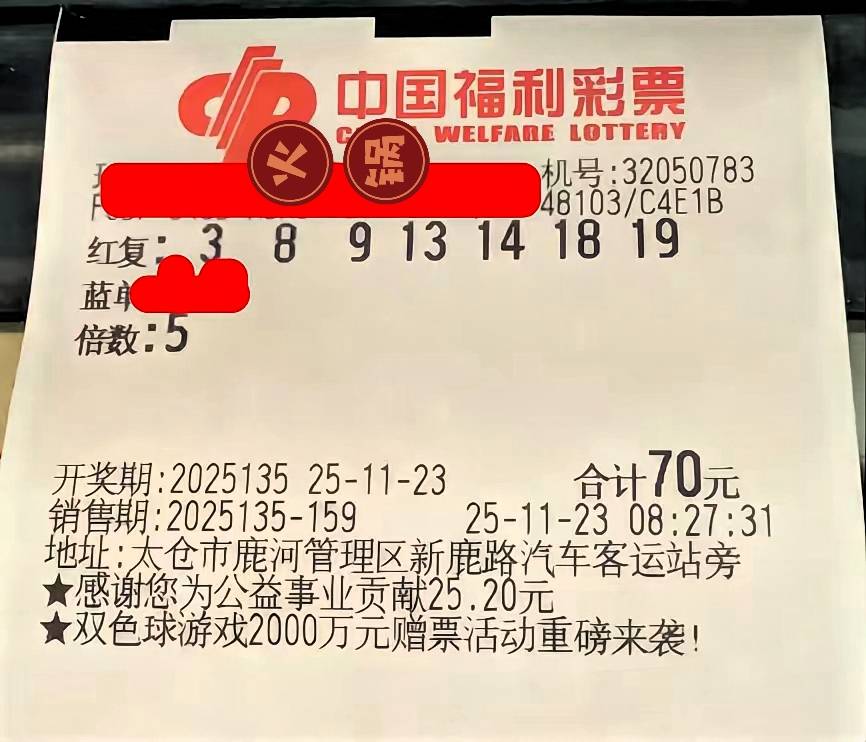 中国福利彩票
WELFARE LOTTERY
火锅
机号:32050783
48103/C4E1B
红复: 3 8 9 13 14 18 19
蓝单
倍数:5
开奖期:2025135 25-11-23 合计70元
销售期:2025135-159 25-11-23 08:27:31
地址:太仓市鹿河管理区新鹿路汽车客运站旁
★感谢您为公益事业贡献25.20元
★双色球游戏2000万元赠票活动重磅来袭!